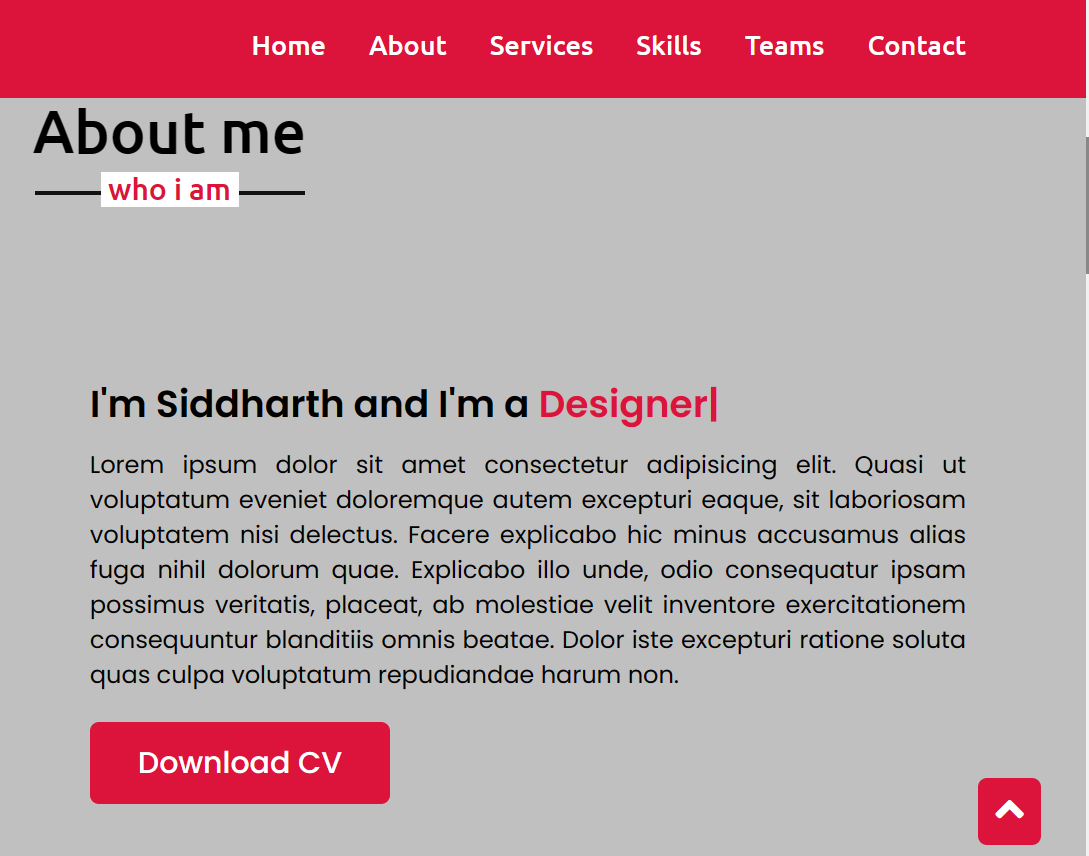 Home About Services Skills Teams Contact
About me
who i am
I'm Siddharth and I'm a Designer|
Lorem ipsum dolor sit amet consectetur adipisicing elit. Quasi ut
voluptatum eveniet doloremque autem excepturi eaque, sit laboriosam
voluptatem nisi delectus. Facere explicabo hic minus accusamus alias
fuga nihil dolorum quae. Explicabo illo unde, odio consequatur ipsam
possimus veritatis, placeat, ab molestiae velit inventore exercitationem
consequuntur blanditiis omnis beatae. Dolor iste excepturi ratione soluta
quas culpa voluptatum repudiandae harum non.
Download CV